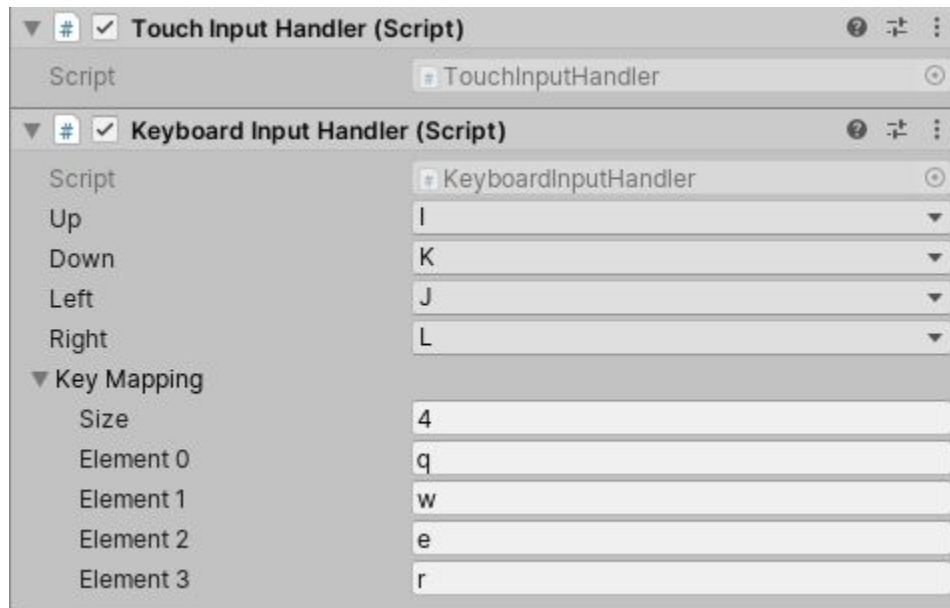 Touch Input Handler (Script)
Script TouchInputHandler
Keyboard Input Handler (Script)
Script KeyboardInputHandler
Up I
Down K
Left J
Right L
Key Mapping
Size 4
Element 0 q
Element 1 w
Element 2 e
Element 3 r